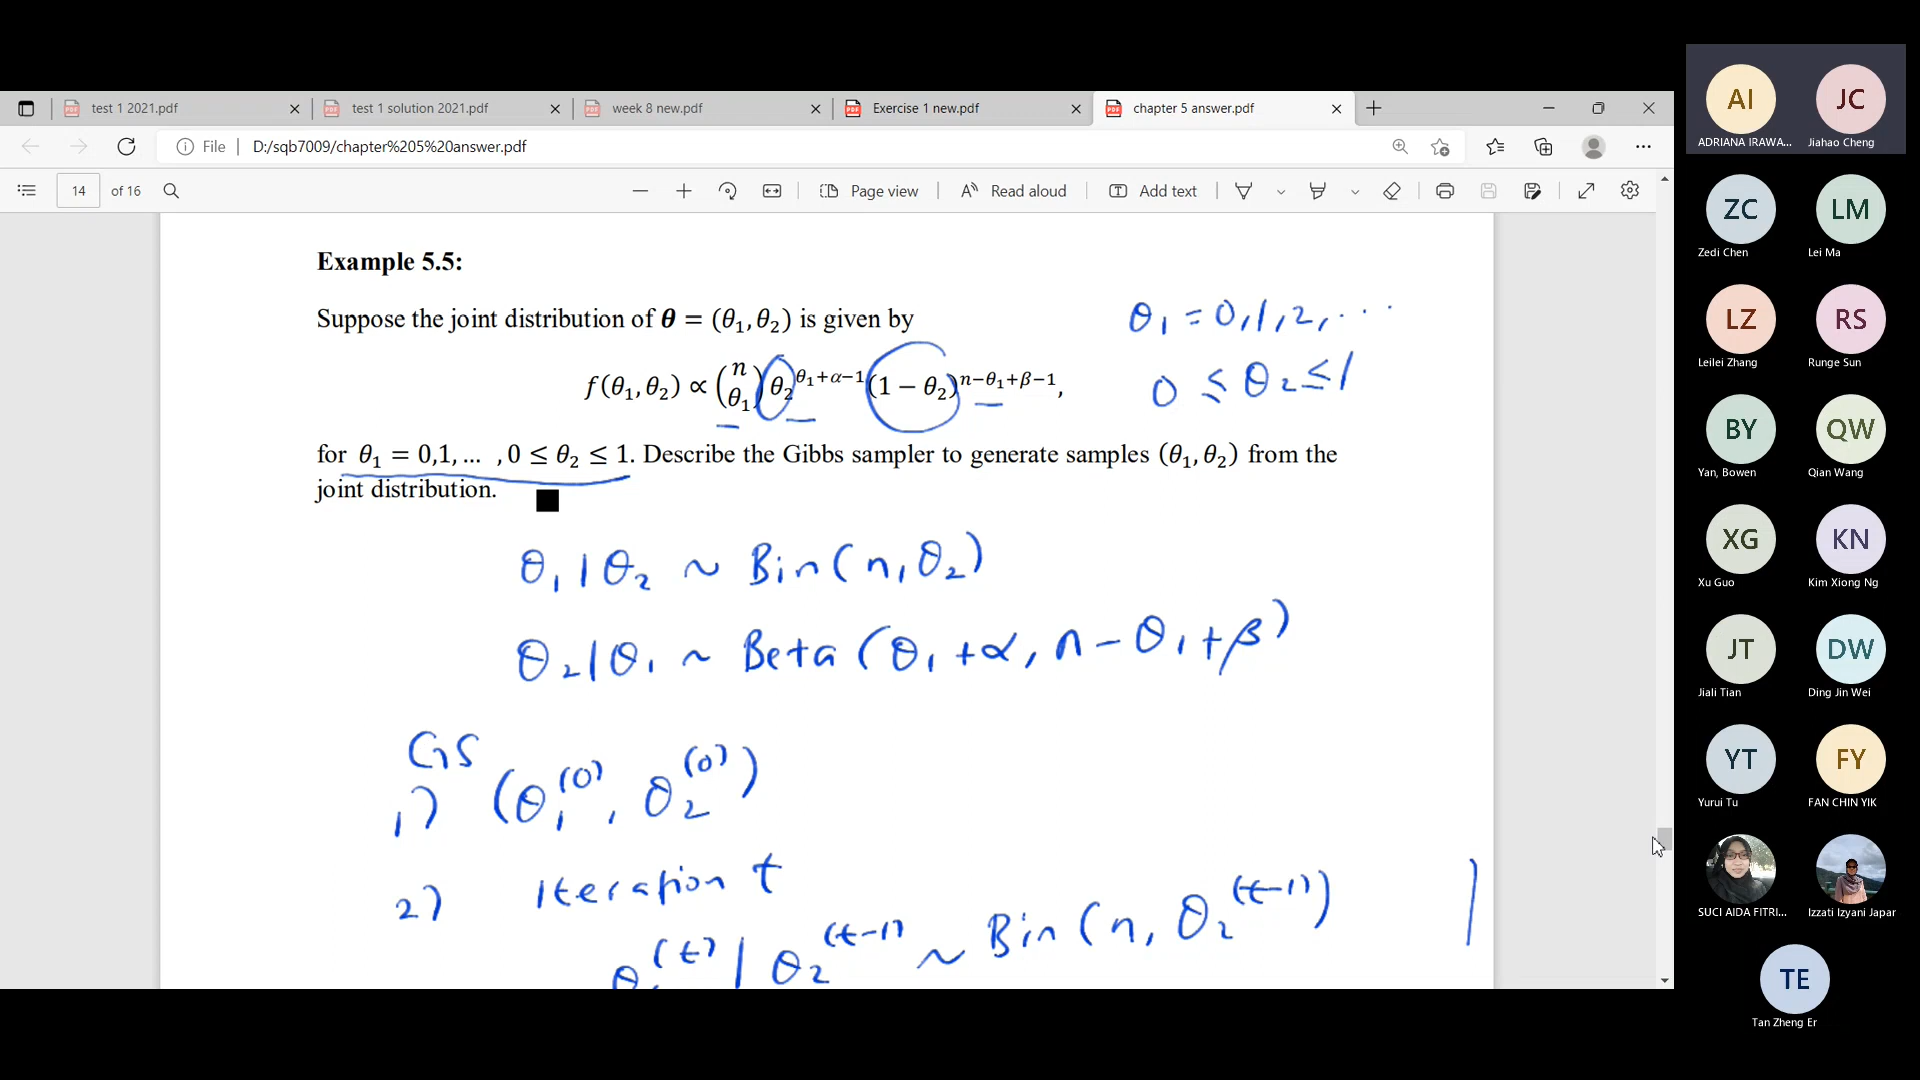 test 1 2021.pdf
test 1 solution 2021.pdf
week 8 new.pdf
Exercise 1 new.pdf
chapter 5 answer.pdf
File
D:/sqb7009/chapter%205%20answer.pdf
14 of 16
Page view
Read aloud
Add text
Example 5.5:
Suppose the joint distribution of θ = (θ₁, θ₂) is given by
θ₁ = 0, 1, 2, ...
f(θ₁, θ₂) ∝ (n θ₁) θ₂^(θ₁+α−1) (1 − θ₂)^(n−θ₁+β−1),
0 ≤ θ₂ ≤ 1
for θ₁ = 0,1, … , 0 ≤ θ₂ ≤ 1. Describe the Gibbs sampler to generate samples (θ₁, θ₂) from the
joint distribution.
θ₁ | θ₂ ~ Bin(n, θ₂)
θ₂ | θ₁ ~ Beta (θ₁ + α, n − θ₁ + β)
GS
1) (θ₁^(0), θ₂^(0))
2) Iteration t
θ₁^(t) | θ₂^(t−1) ~ Bin(n, θ₂^(t−1))
AI
ADRIANA IRAWA...
JC
Jiahao Cheng
ZC
Zedi Chen
LM
Lei Ma
LZ
Leilei Zhang
RS
Runge Sun
BY
Yan, Bowen
QW
Qian Wang
XG
Xu Guo
KN
Kim Xiong Ng
JT
Jiali Tian
DW
Ding Jin Wei
YT
Yurui Tu
FY
FAN CHIN YIK
SUCI AIDA FITRI...
Izzati Izyani Japar
TE
Tan Zheng Er